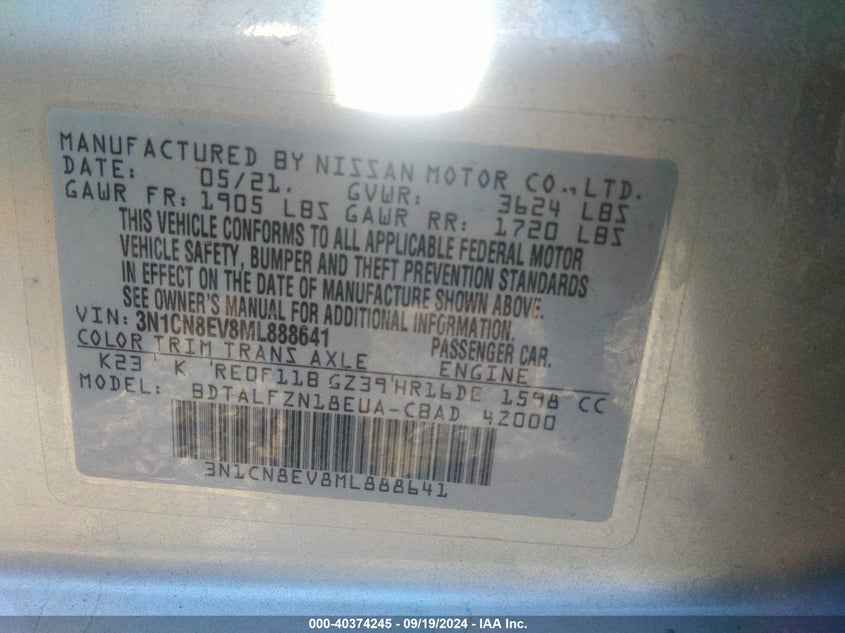 MANUFACTURED BY NISSAN MOTOR CO., LTD.
DATE: 05/21. GVWR: 3624 LBS
GAWR FR: 1905 LBS GAWR RR: 1720 LBS
THIS VEHICLE CONFORMS TO ALL APPLICABLE FEDERAL MOTOR
VEHICLE SAFETY, BUMPER AND THEFT PREVENTION STANDARDS
IN EFFECT ON THE DATE OF MANUFACTURE SHOWN ABOVE.
SEE OWNER'S MANUAL FOR ADDITIONAL INFORMATION.
VIN: 3N1CN8EV8ML888641 PASSENGER CAR.
COLOR TRIM TRANS AXLE ENGINE
K23 K RE0F11B GZ39 HR16DE 1598 CC
MODEL: BDTALFZN18EUA-CBAD 4Z000
3N1CN8EV8ML888641
000-40374245 - 09/19/2024 - IAA Inc.